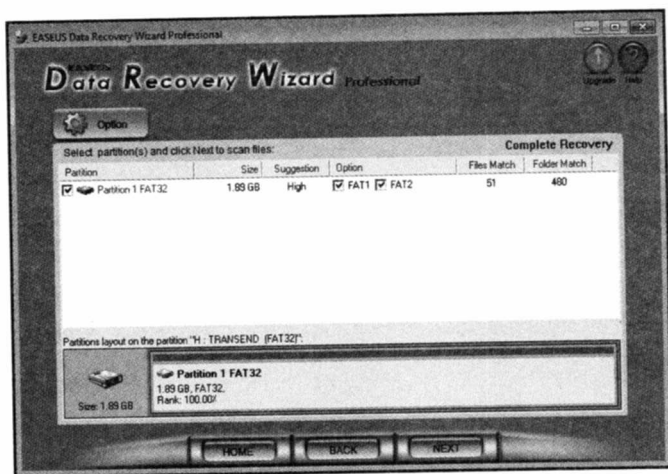 EASEUS Data Recovery Wizard Professional
Data Recovery Wizard Professional
Upgrade Help
Option
Select partition(s) and click Next to scan files: Complete Recovery
Partition Size Suggestion Option Files Match Folder Match
Partition 1 FAT32 1.89 GB High FAT1 FAT2 51 480
Partitions layout on the partition "H : TRANSEND (FAT32)":
Partition 1 FAT32
1.89 GB, FAT32,
Rank: 100.00%
Size: 1.89 GB
HOME BACK NEXT